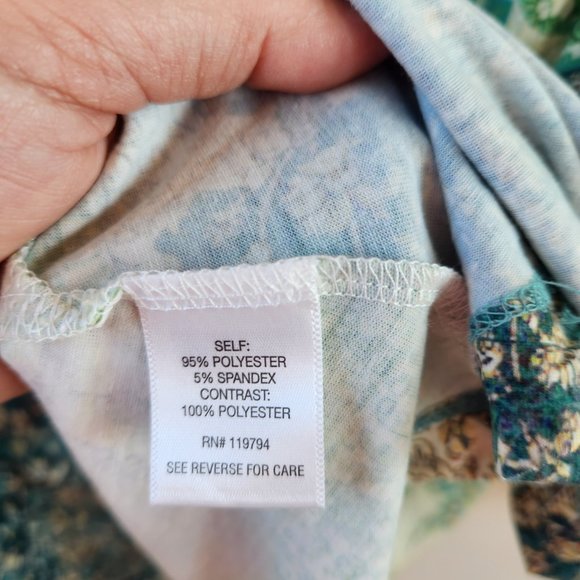 SELF:
95% POLYESTER
5% SPANDEX
CONTRAST:
100% POLYESTER
RN# 119794
SEE REVERSE FOR CARE